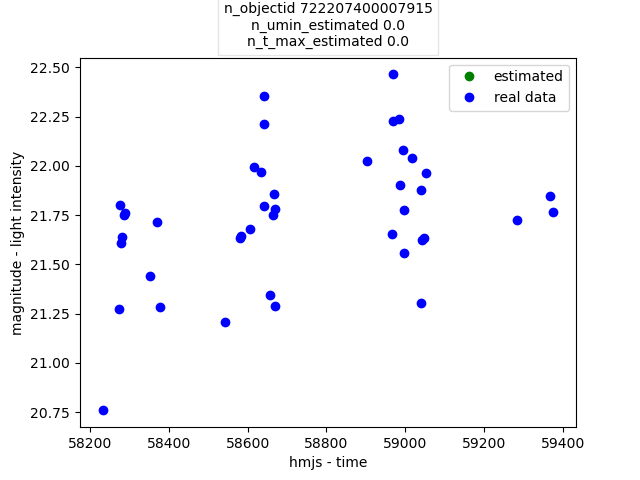 n_objectid 722207400007915
n_umin_estimated 0.0
n_t_max_estimated 0.0
estimated
real data
22.50
22.25
22.00
21.75
21.50
21.25
21.00
20.75
magnitude - light intensity
58200 58400 58600 58800 59000 59200 59400
hmjs - time